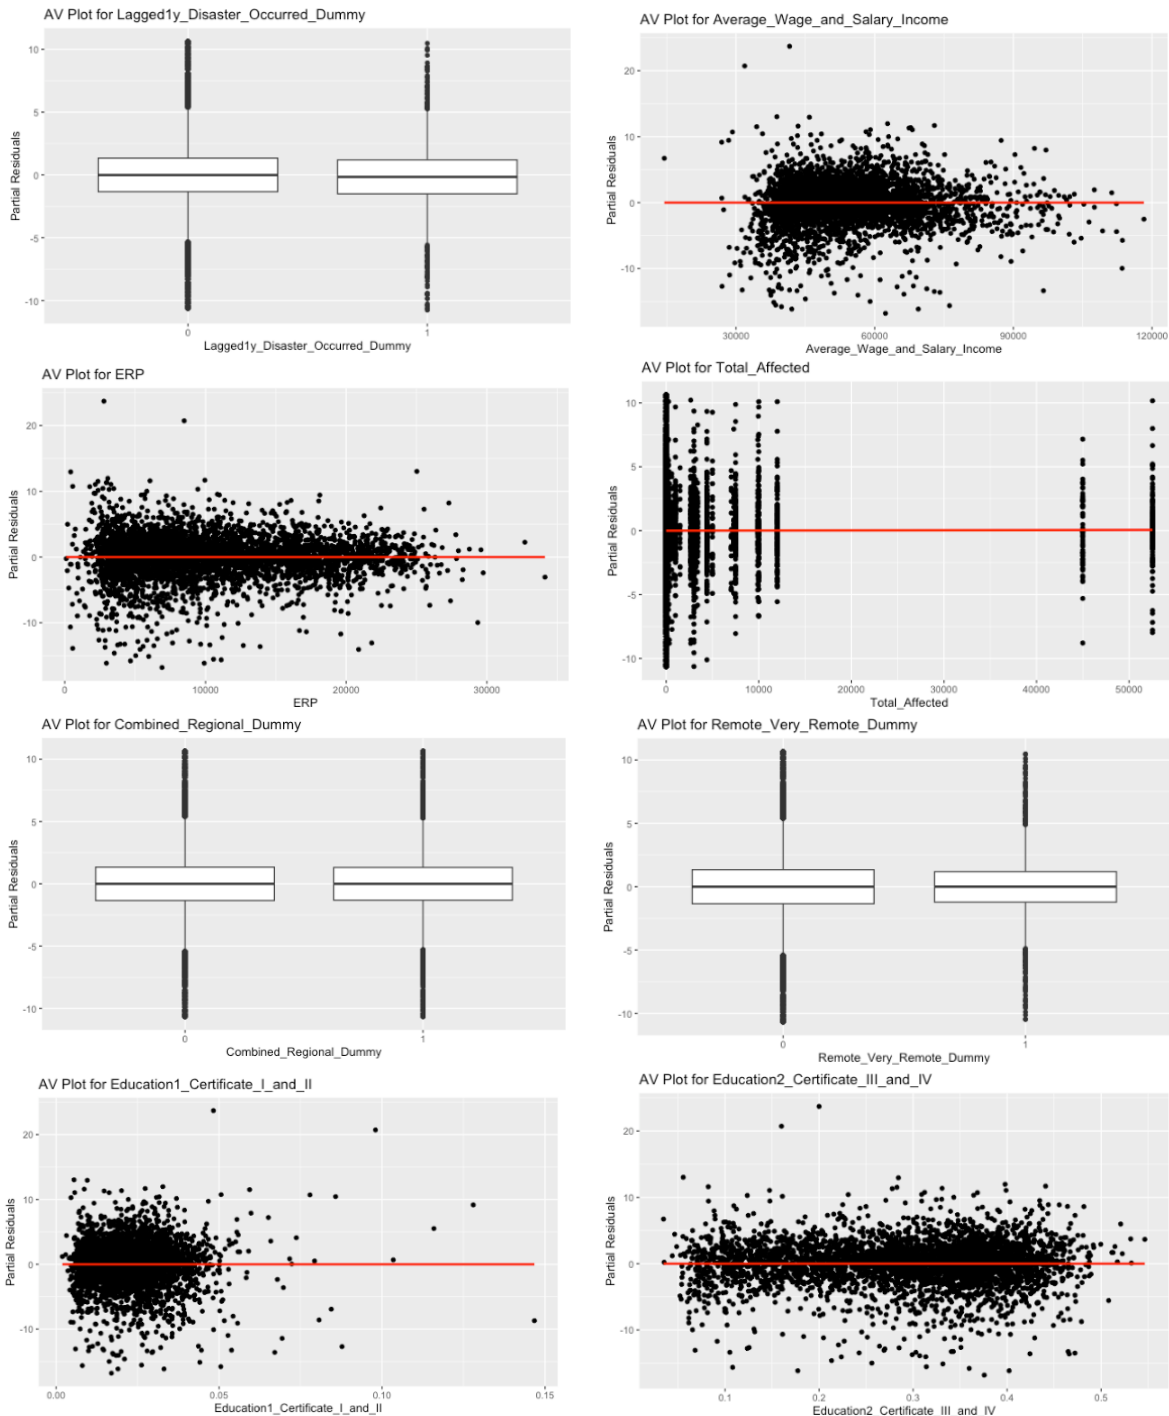 AV Plot for Lagged1y_Disaster_Occurred_Dummy
10
5
0
-5
-10
Partial Residuals
0 1
Lagged1y_Disaster_Occurred_Dummy
AV Plot for Average_Wage_and_Salary_Income
20
10
0
-10
Partial Residuals
30000 60000 90000 120000
Average_Wage_and_Salary_Income
AV Plot for ERP
20
10
0
-10
Partial Residuals
0 10000 20000 30000
ERP
AV Plot for Total_Affected
10
5
0
-5
-10
Partial Residuals
0 10000 20000 30000 40000 50000
Total_Affected
AV Plot for Combined_Regional_Dummy
10
5
0
-5
-10
Partial Residuals
0 1
Combined_Regional_Dummy
AV Plot for Remote_Very_Remote_Dummy
10
5
0
-5
-10
Partial Residuals
0 1
Remote_Very_Remote_Dummy
AV Plot for Education1_Certificate_I_and_II
20
10
0
-10
Partial Residuals
0.00 0.05 0.10 0.15
Education1_Certificate_I_and_II
AV Plot for Education2_Certificate_III_and_IV
20
10
0
-10
Partial Residuals
0.1 0.2 0.3 0.4 0.5
Education2_Certificate_III_and_IV